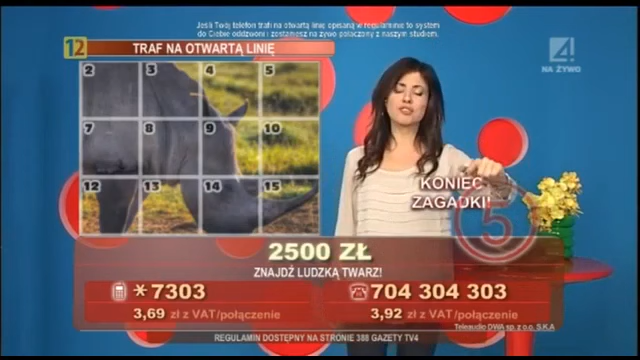 Jeśli Twój telefon trafi na otwartą linię opisaną w regulaminie to system
do Ciebie oddzwoni i zostaniesz na żywo połączony z naszym studiem.
12
TRAF NA OTWARTĄ LINIĘ
4
NA ŻYWO
2 3 4 5
7 8 9 10
12 13 14 15
KONIEC
ZAGADKI!
5
2500 ZŁ
ZNAJDŹ LUDZKĄ TWARZ!
*7303
704 304 303
3,69 zł z VAT/połączenie
3,92 zł z VAT/połączenie
Teleaudio DWA sp. z o.o. S.K.A
REGULAMIN DOSTĘPNY NA STRONIE 388 GAZETY TV4